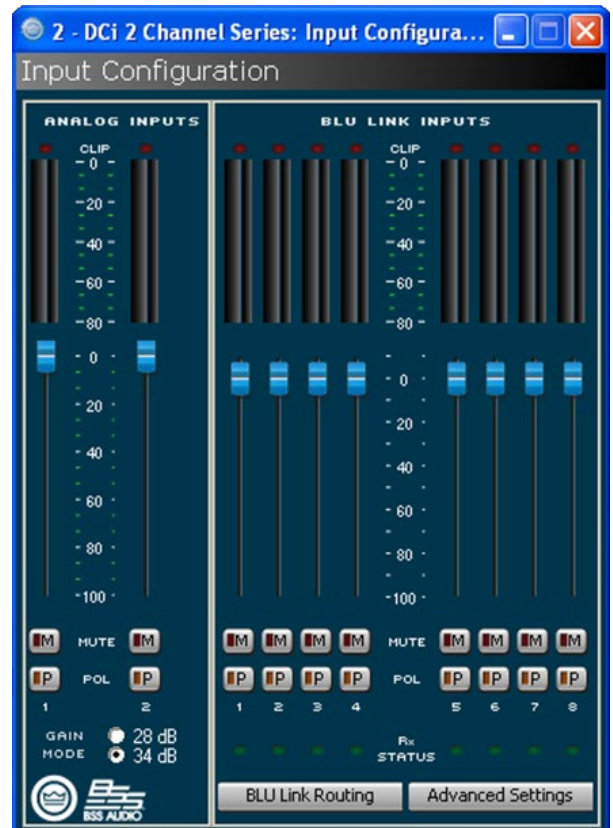 2 - DCi 2 Channel Series: Input Configura...
Input Configuration
ANALOG INPUTS
CLIP
0
-20
-40
-60
-80
0
20
40
60
80
100
M MUTE M
P POL P
1 2
GAIN MODE
28 dB
34 dB
BSS
BSS AUDIO
BLU LINK INPUTS
CLIP
0
-20
-40
-60
-80
0
20
40
60
80
100
M M M M MUTE M M M M
P P P P POL P P P P
1 2 3 4 5 6 7 8
Rx
STATUS
BLU Link Routing
Advanced Settings